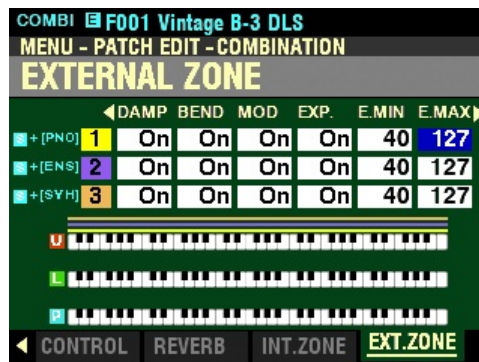 COMBI E F001 Vintage B-3 DLS
MENU - PATCH EDIT - COMBINATION
EXTERNAL ZONE
DAMP BEND MOD EXP. E.MIN E.MAX
S +[PNO] 1 On On On On 40 127
S +[ENS] 2 On On On On 40 127
S +[SYH] 3 On On On On 40 127
U
L
P
CONTROL REVERB INT.ZONE EXT.ZONE